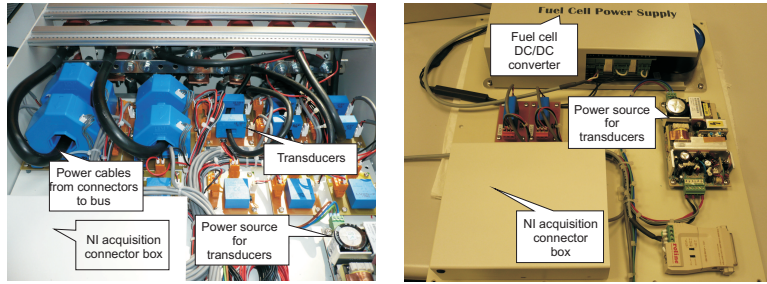 Power cables
from connectors
to bus
Transducers
NI acquisition
connector box
Power source
for
transducers
Fuel Cell Power Supply
Fuel cell
DC/DC
converter
Power source
for
transducers
NI acquisition
connector
box